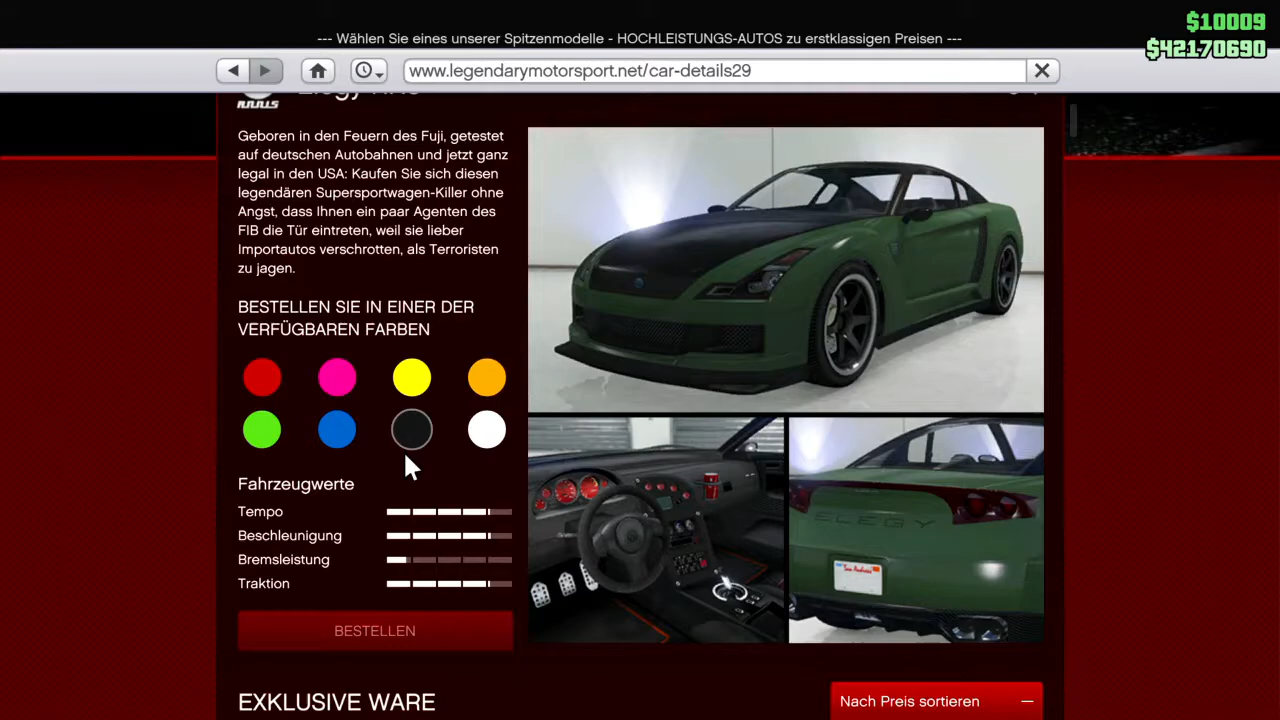 $10009
--- Wählen Sie eines unserer Spitzenmodelle - HOCHLEISTUNGS-AUTOS zu erstklassigen Preisen ---
$42170690
www.legendarymotorsport.net/car-details29
Geboren in den Feuern des Fuji, getestet
auf deutschen Autobahnen und jetzt ganz
legal in den USA: Kaufen Sie sich diesen
legendären Supersportwagen-Killer ohne
Angst, dass Ihnen ein paar Agenten des
FIB die Tür eintreten, weil sie lieber
Importautos verschrotten, als Terroristen
zu jagen.
BESTELLEN SIE IN EINER DER
VERFÜGBAREN FARBEN
Fahrzeugwerte
Tempo
Beschleunigung
Bremsleistung
Traktion
BESTELLEN
ELEGY
San Andreas
EXKLUSIVE WARE
Nach Preis sortieren